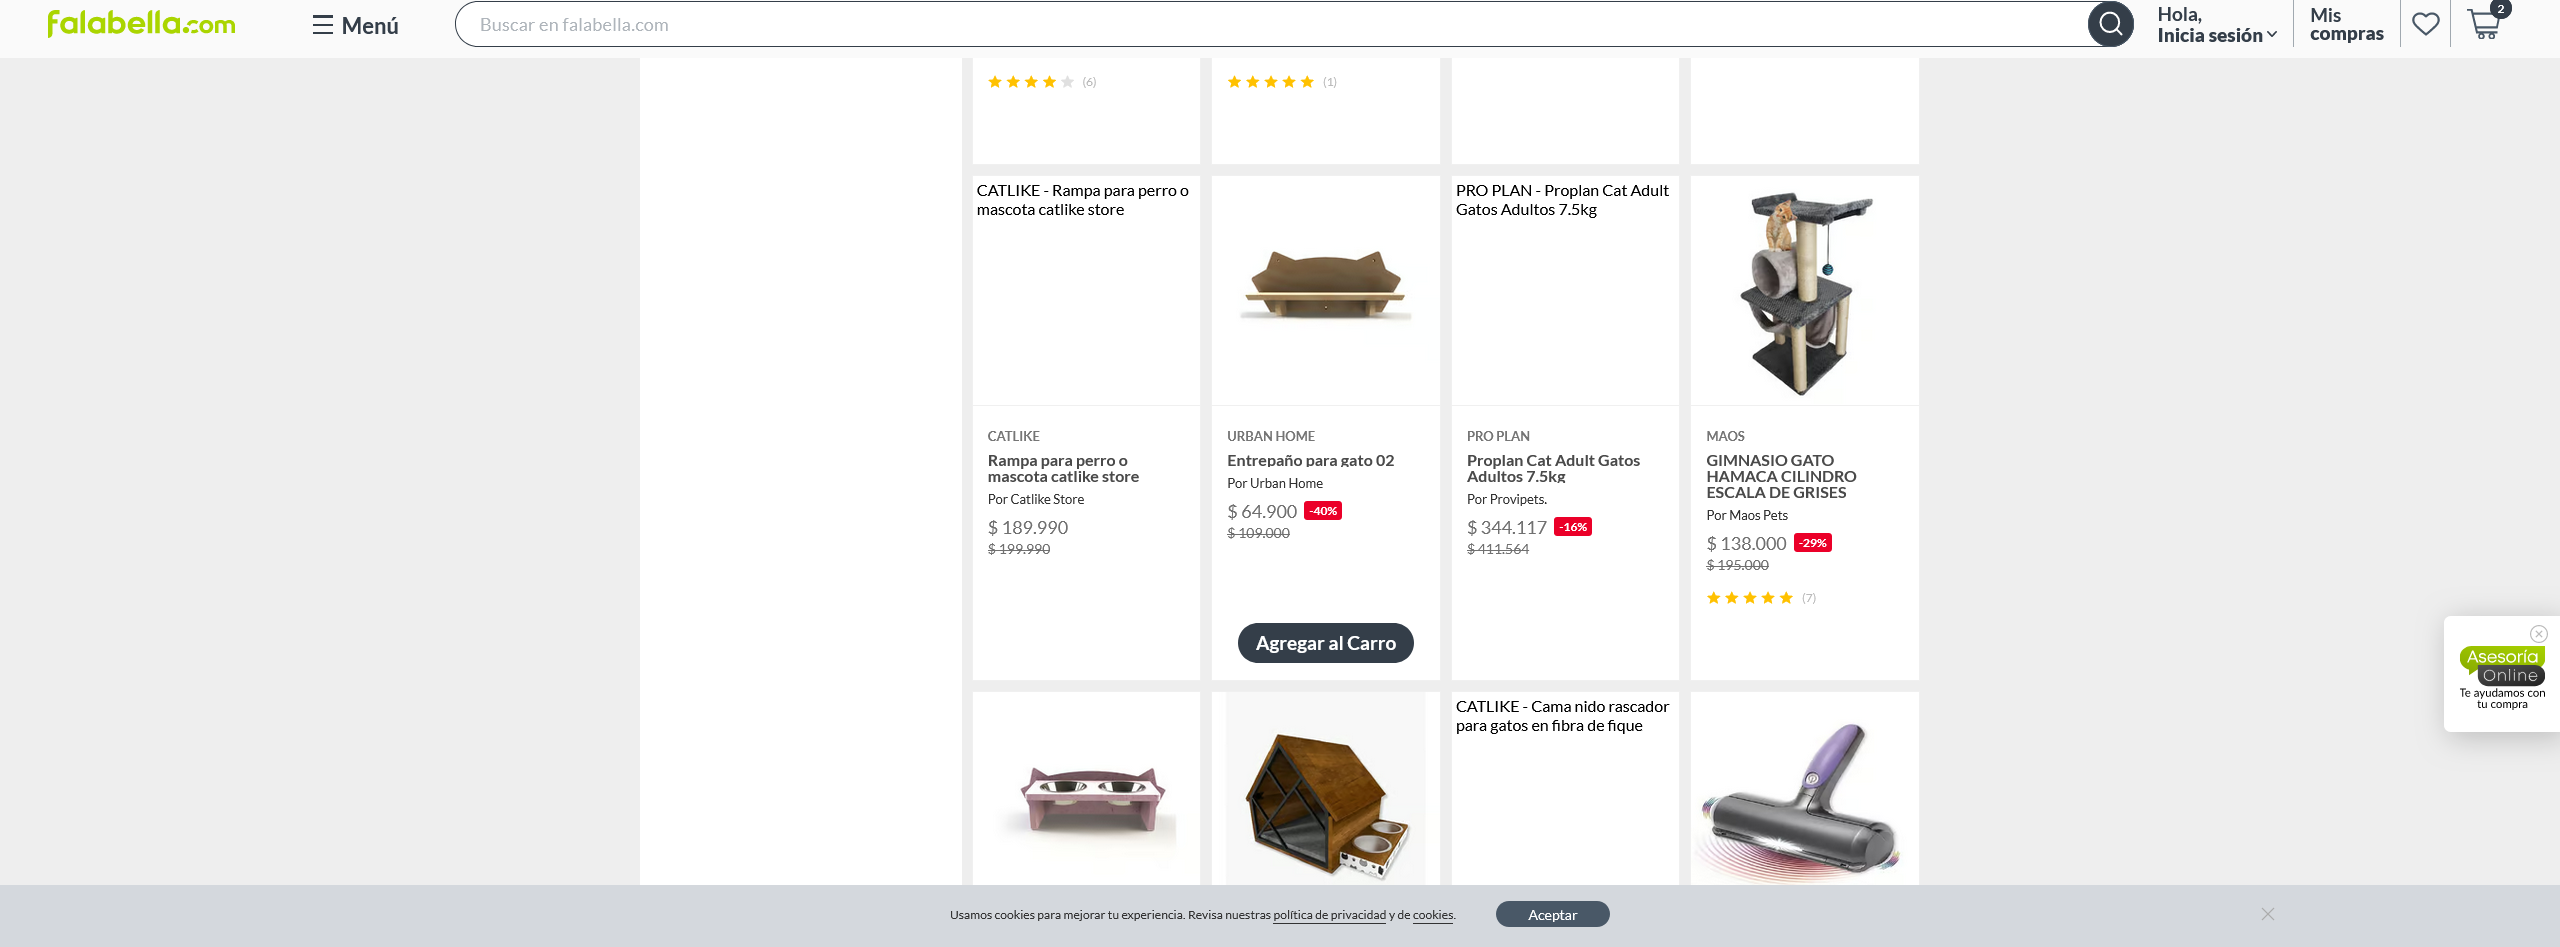 falabella.com
Menú
Buscar en falabella.com
Hola,
Inicia sesión
Mis
compras
2
(6)
(1)
CATLIKE - Rampa para perro o
mascota catlike store
PRO PLAN - Proplan Cat Adult
Gatos Adultos 7.5kg
CATLIKE
Rampa para perro o
mascota catlike store
Por Catlike Store
$ 189.990
$ 199.990
URBAN HOME
Entrepaño para gato 02
Por Urban Home
$ 64.900 -40%
$ 109.000
Agregar al Carro
PRO PLAN
Proplan Cat Adult Gatos
Adultos 7.5kg
Por Provipets.
$ 344.117 -16%
$ 411.564
MAOS
GIMNASIO GATO
HAMACA CILINDRO
ESCALA DE GRISES
Por Maos Pets
$ 138.000 -29%
$ 195.000
(7)
Asesoría
Online
Te ayudamos con
tu compra
CATLIKE - Cama nido rascador
para gatos en fibra de fique
Usamos cookies para mejorar tu experiencia. Revisa nuestras política de privacidad y de cookies.
Aceptar